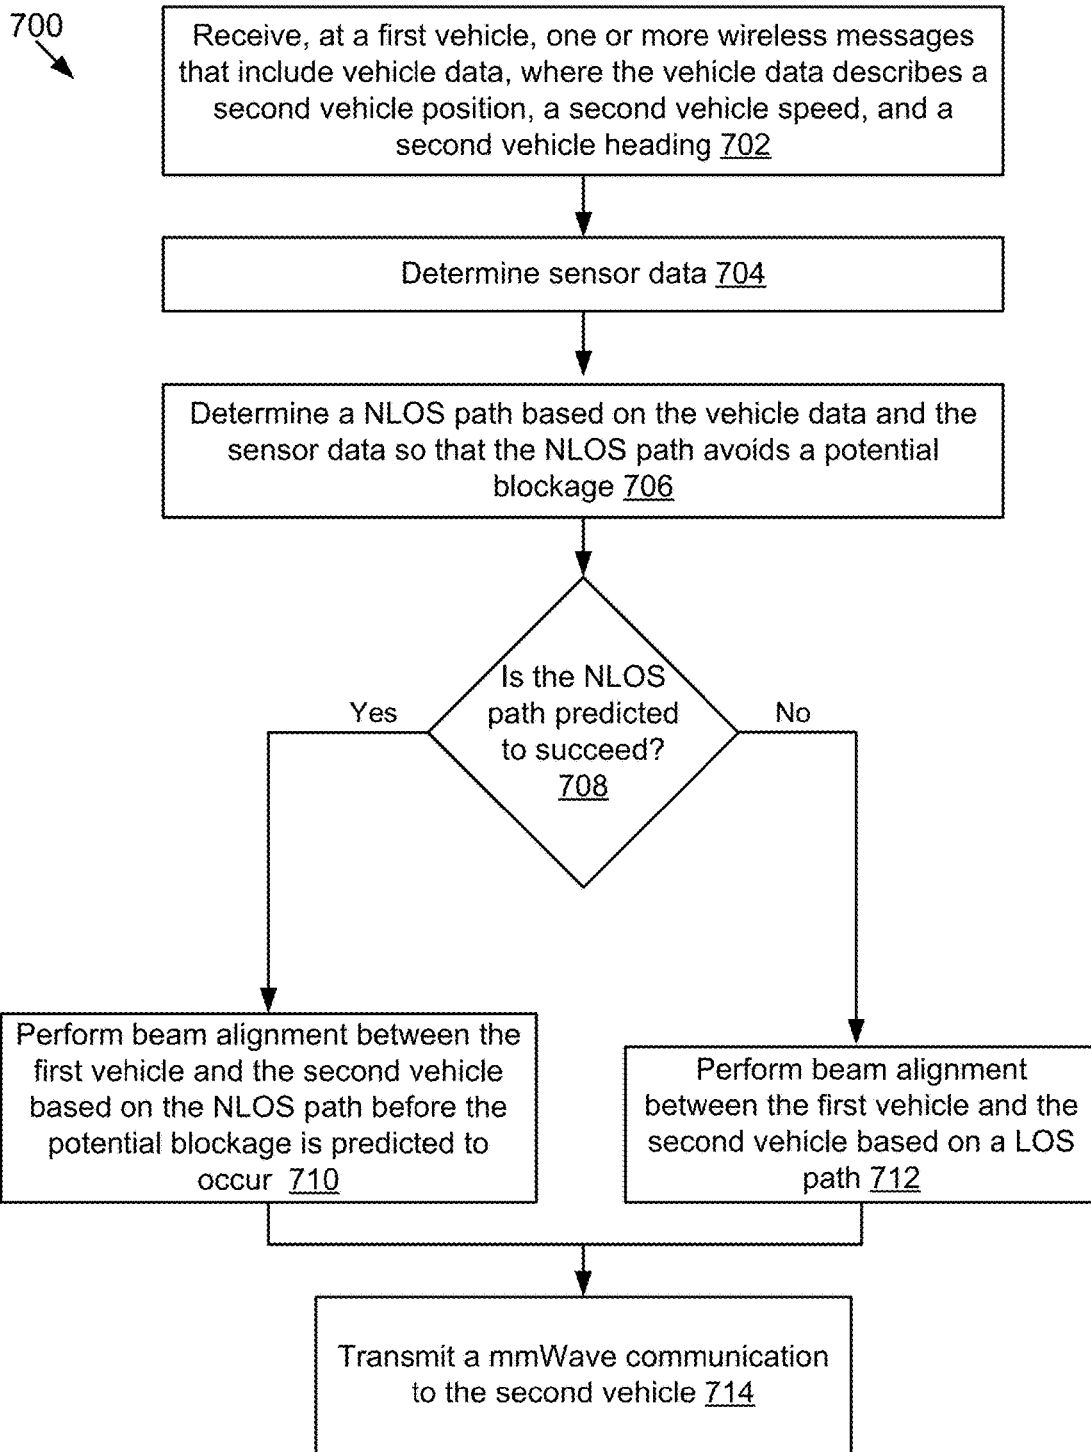 700
Receive, at a first vehicle, one or more wireless messages
that include vehicle data, where the vehicle data describes a
second vehicle position, a second vehicle speed, and a
second vehicle heading 702
Determine sensor data 704
Determine a NLOS path based on the vehicle data and the
sensor data so that the NLOS path avoids a potential
blockage 706
Is the NLOS
path predicted
to succeed?
708
Yes
No
Perform beam alignment between the
first vehicle and the second vehicle
based on the NLOS path before the
potential blockage is predicted to
occur 710
Perform beam alignment
between the first vehicle and the
second vehicle based on a LOS
path 712
Transmit a mmWave communication
to the second vehicle 714